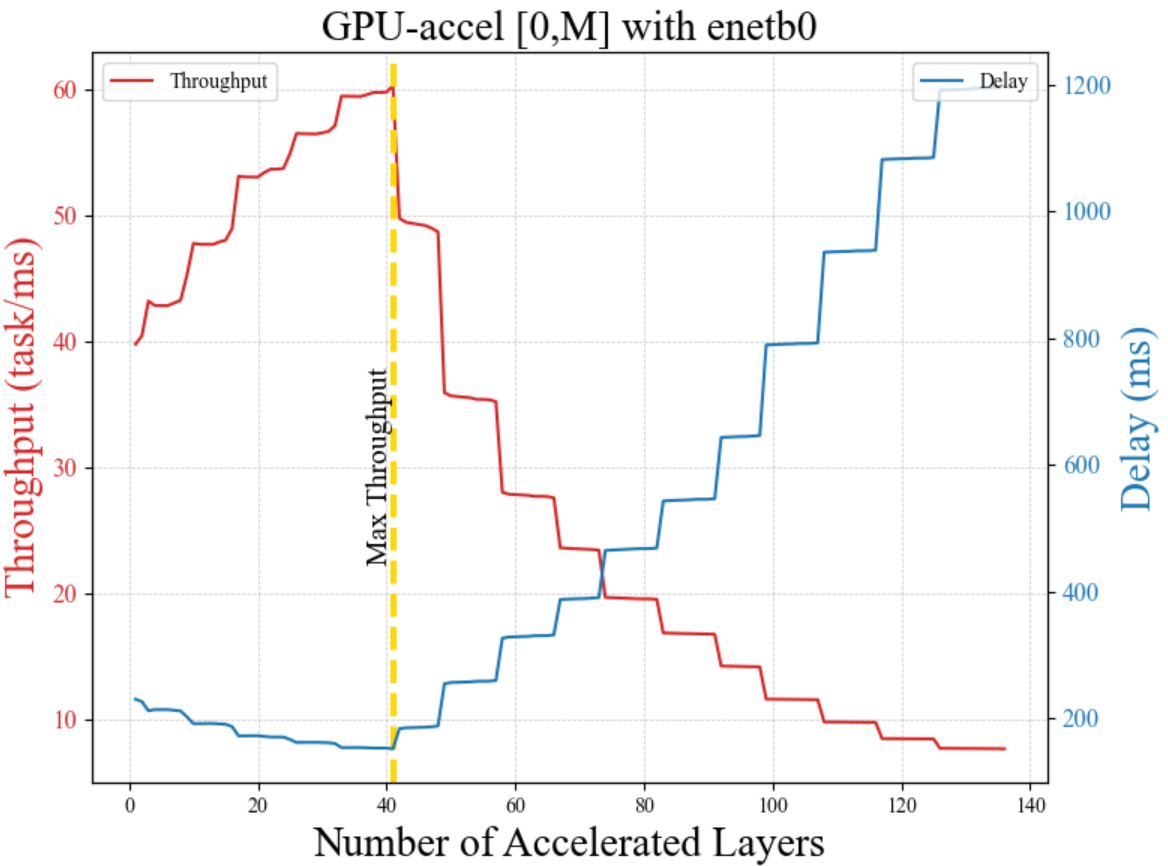 GPU-accel [0,M] with enetb0
Throughput
Delay
Throughput (task/ms)
60
50
40
30
20
10
Max Throughput
1200
1000
800
600
400
200
Delay (ms)
0 20 40 60 80 100 120 140
Number of Accelerated Layers